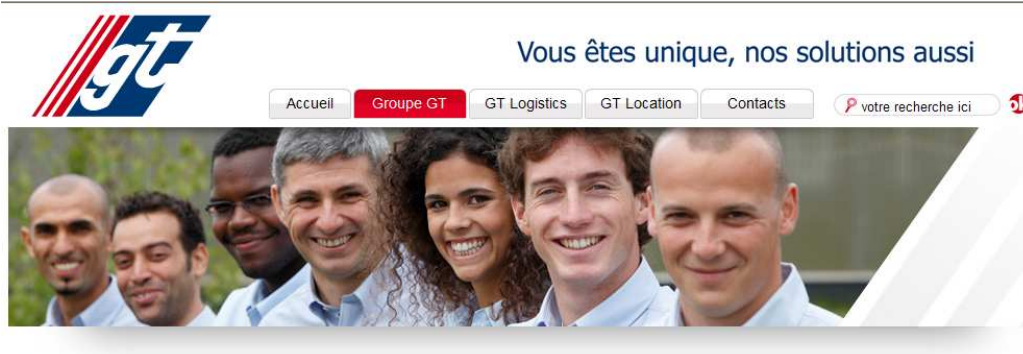 gt
Vous êtes unique, nos solutions aussi
Accueil Groupe GT GT Logistics GT Location Contacts votre recherche ici